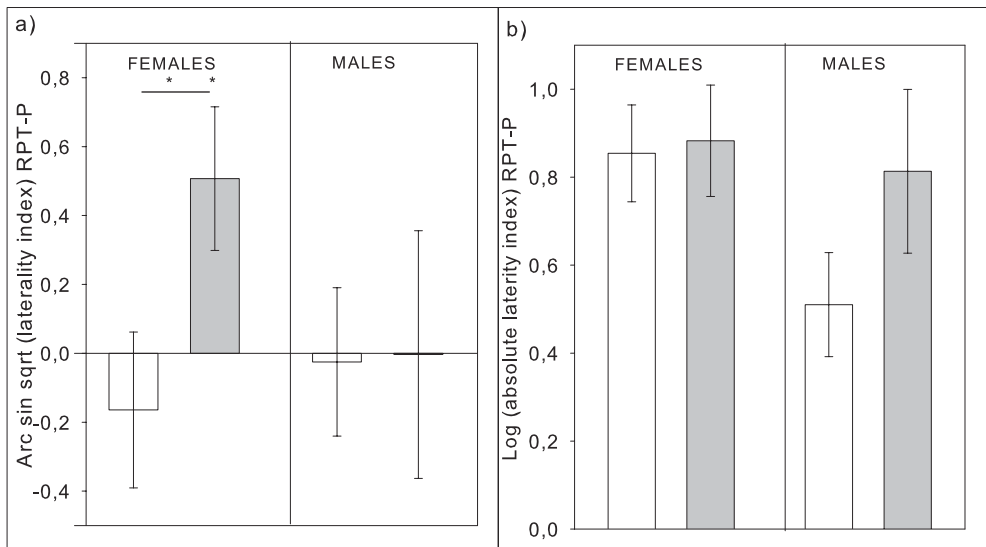 a)
FEMALES
MALES
* *
Arc sin sqrt (laterality index) RPT-P
0,8
0,6
0,4
0,2
0,0
-0,2
-0,4
b)
FEMALES
MALES
Log (absolute laterity index) RPT-P
1,0
0,8
0,6
0,4
0,2
0,0